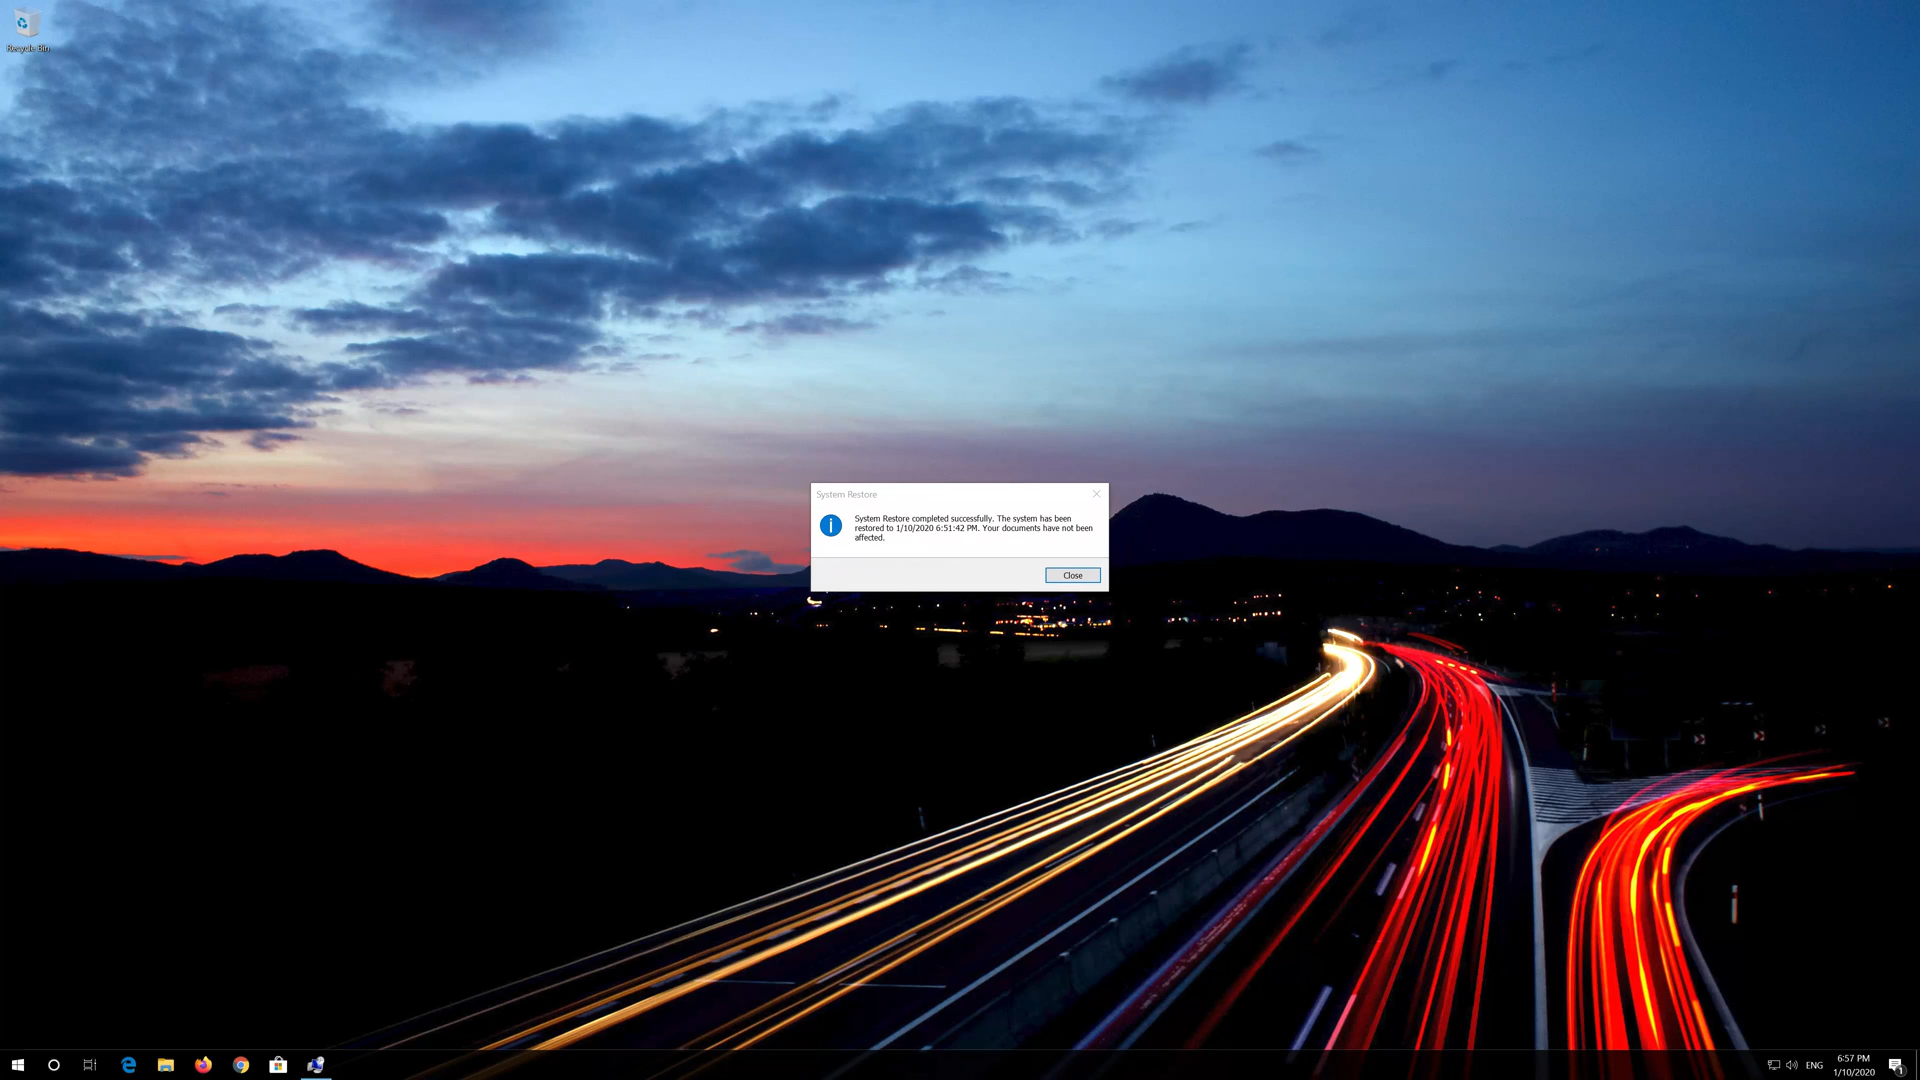 Recycle Bin
System Restore
System Restore completed successfully. The system has been
restored to 1/10/2020 6:51:42 PM. Your documents have not been
affected.
Close
ENG
6:57 PM
1/10/2020
1